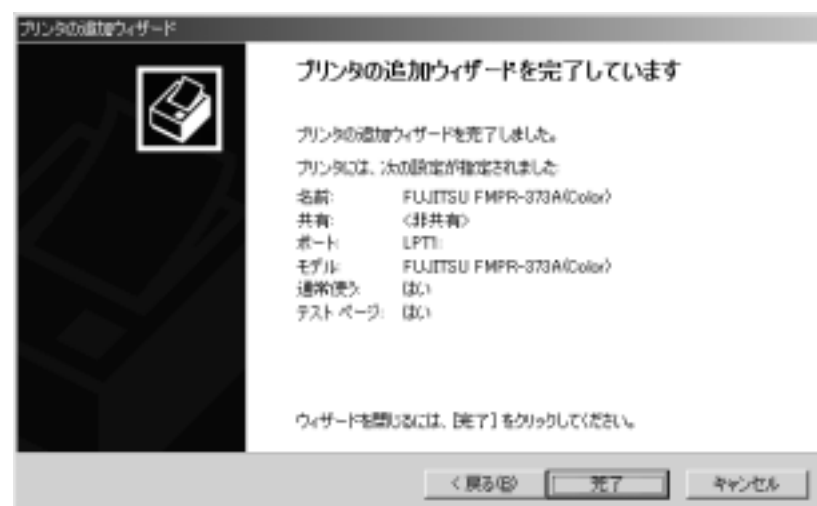 プリンタの追加ウィザード
プリンタの追加ウィザードを完了しています
プリンタの追加ウィザードを完了しました。
プリンタには、次の設定が指定されました:
名前: FUJITSU FMPR-373A(Color)
共有: <非共有>
ポート: LPT1:
モデル: FUJITSU FMPR-373A(Color)
通常使う: はい
テスト ページ: はい
ウィザードを閉じるには、[完了] をクリックしてください。
< 戻る(B) 完了 キャンセル